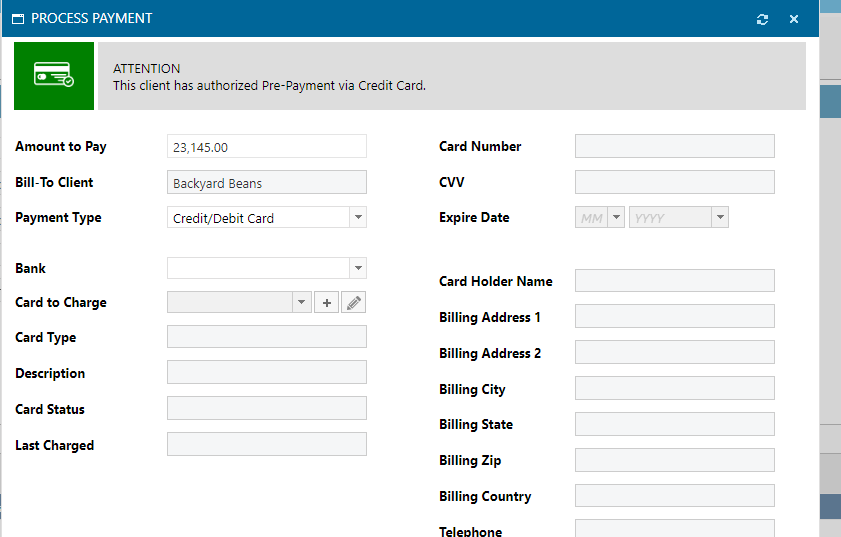 PROCESS PAYMENT
ATTENTION
This client has authorized Pre-Payment via Credit Card.
Amount to Pay 23,145.00
Bill-To Client Backyard Beans
Payment Type Credit/Debit Card
Bank
Card to Charge
Card Type
Description
Card Status
Last Charged
Card Number
CVV
Expire Date MM YYYY
Card Holder Name
Billing Address 1
Billing Address 2
Billing City
Billing State
Billing Zip
Billing Country
Telephone